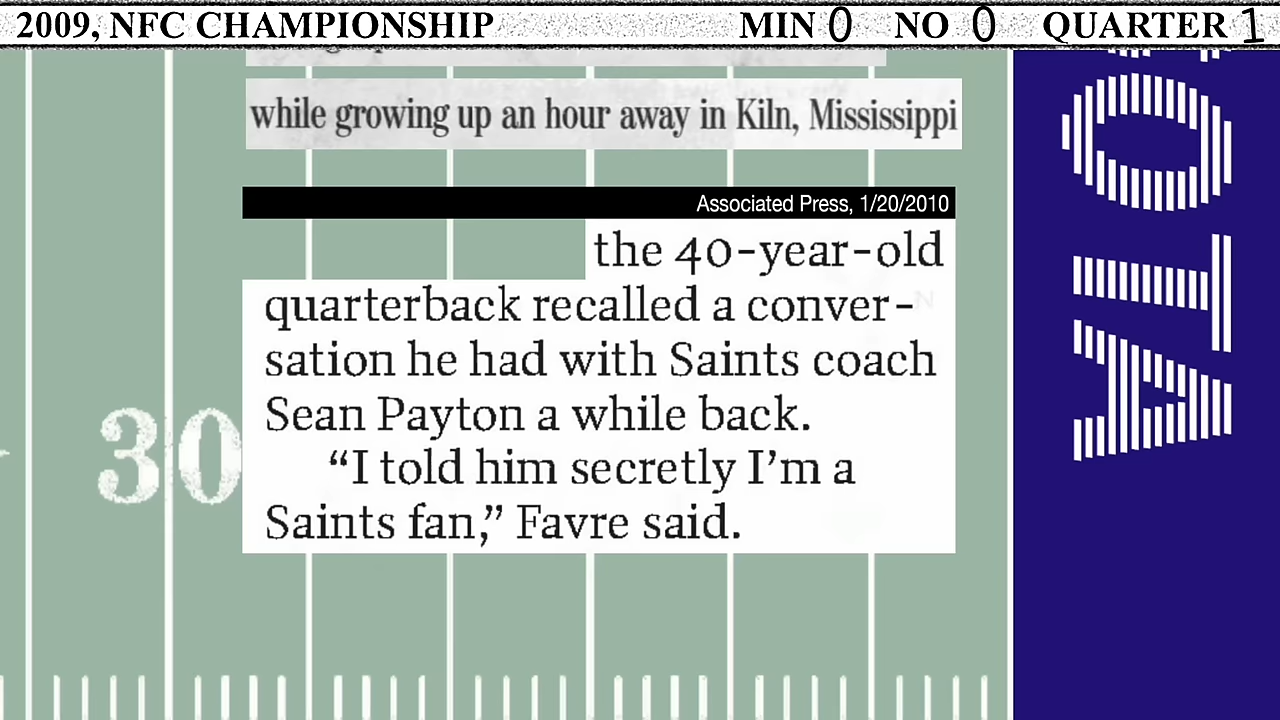 2009, NFC CHAMPIONSHIP MIN 0 NO 0 QUARTER 1
while growing up an hour away in Kiln, Mississippi
Associated Press, 1/20/2010
the 40-year-old
quarterback recalled a conver-
sation he had with Saints coach
Sean Payton a while back.
“I told him secretly I’m a
Saints fan,” Favre said.
30